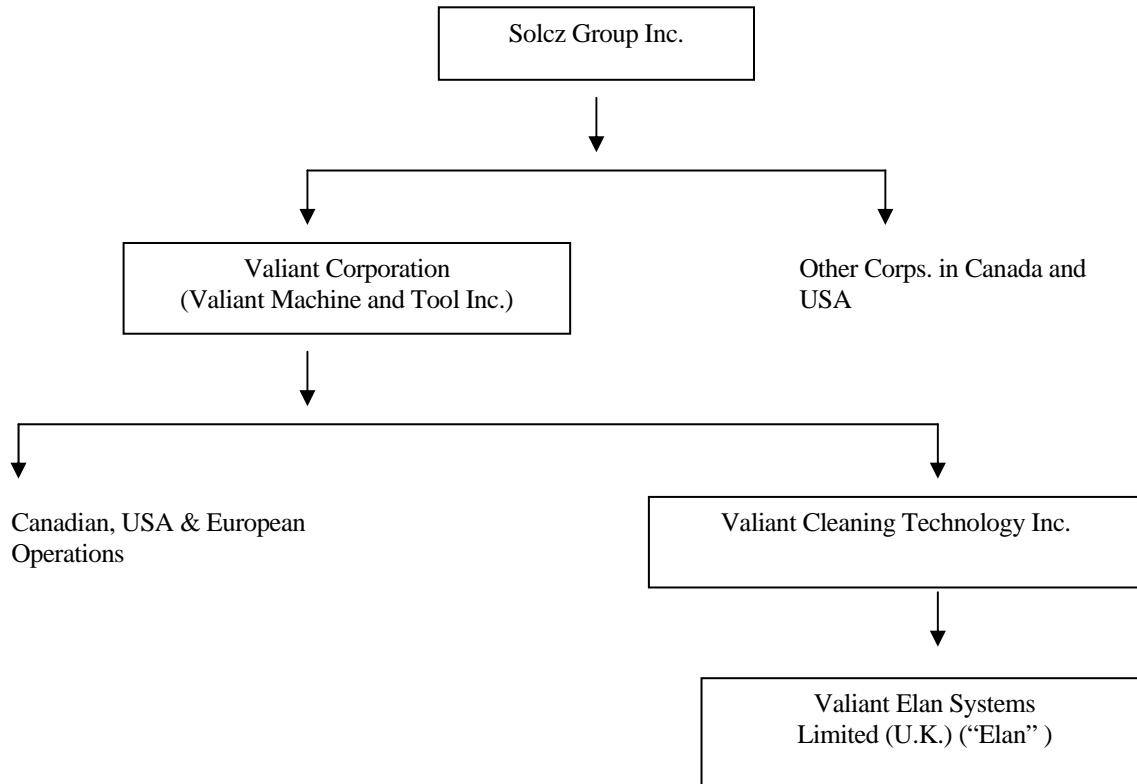 Solcz Group Inc.
Valiant Corporation
(Valiant Machine and Tool Inc.)
Other Corps. in Canada and
USA
Canadian, USA & European
Operations
Valiant Cleaning Technology Inc.
Valiant Elan Systems
Limited (U.K.) (“Elan” )